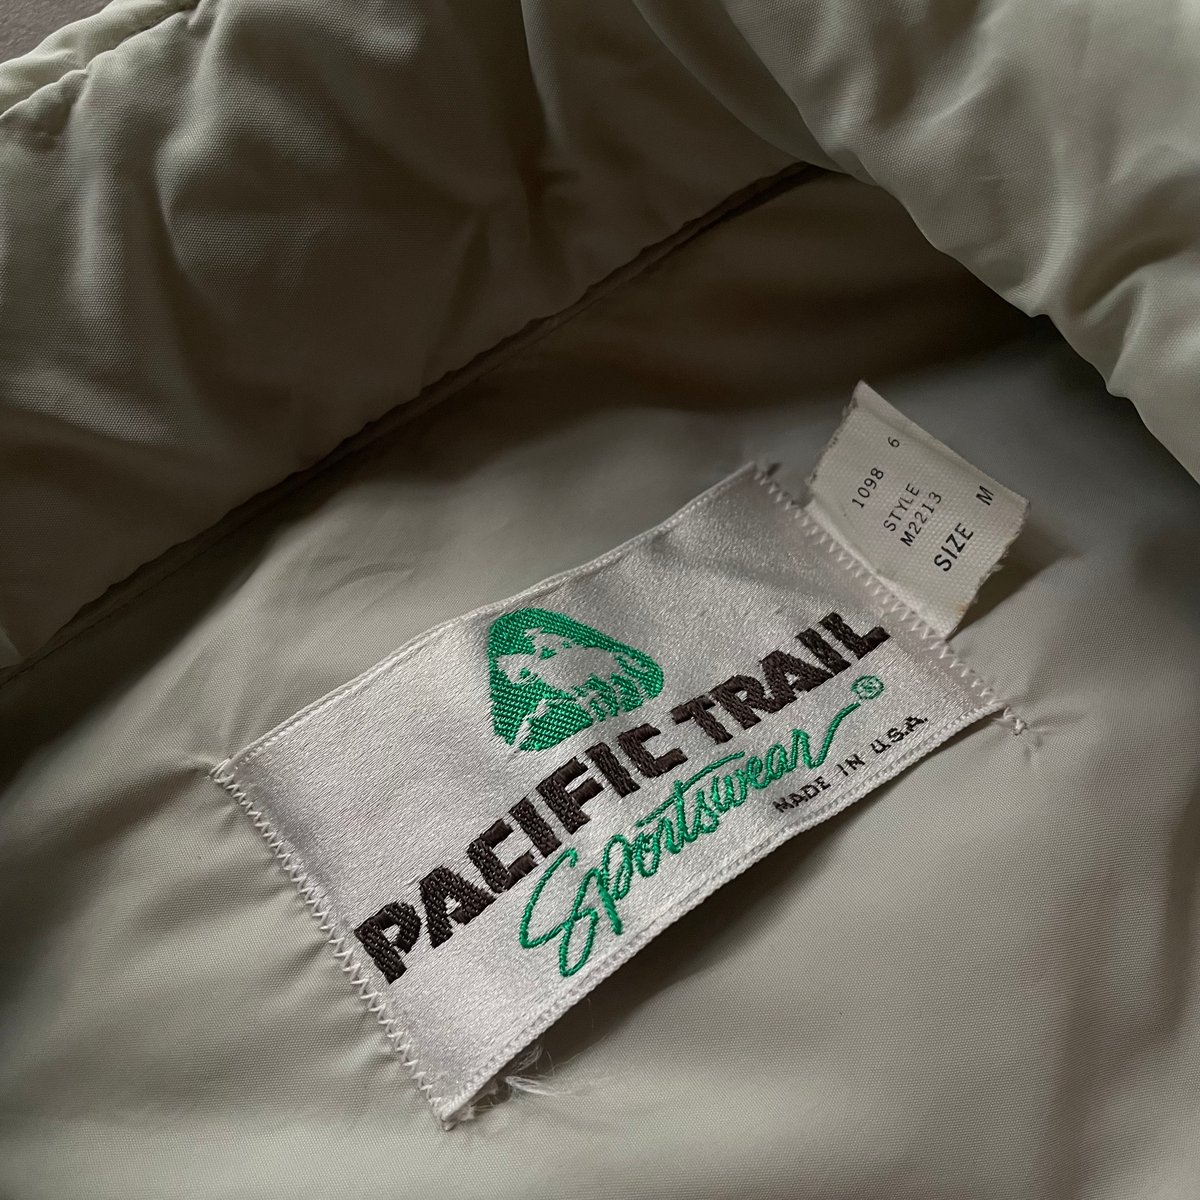 PACIFIC TRAIL
Sportswear®
MADE IN U.S.A.
1098 6
STYLE
M2213
SIZE M